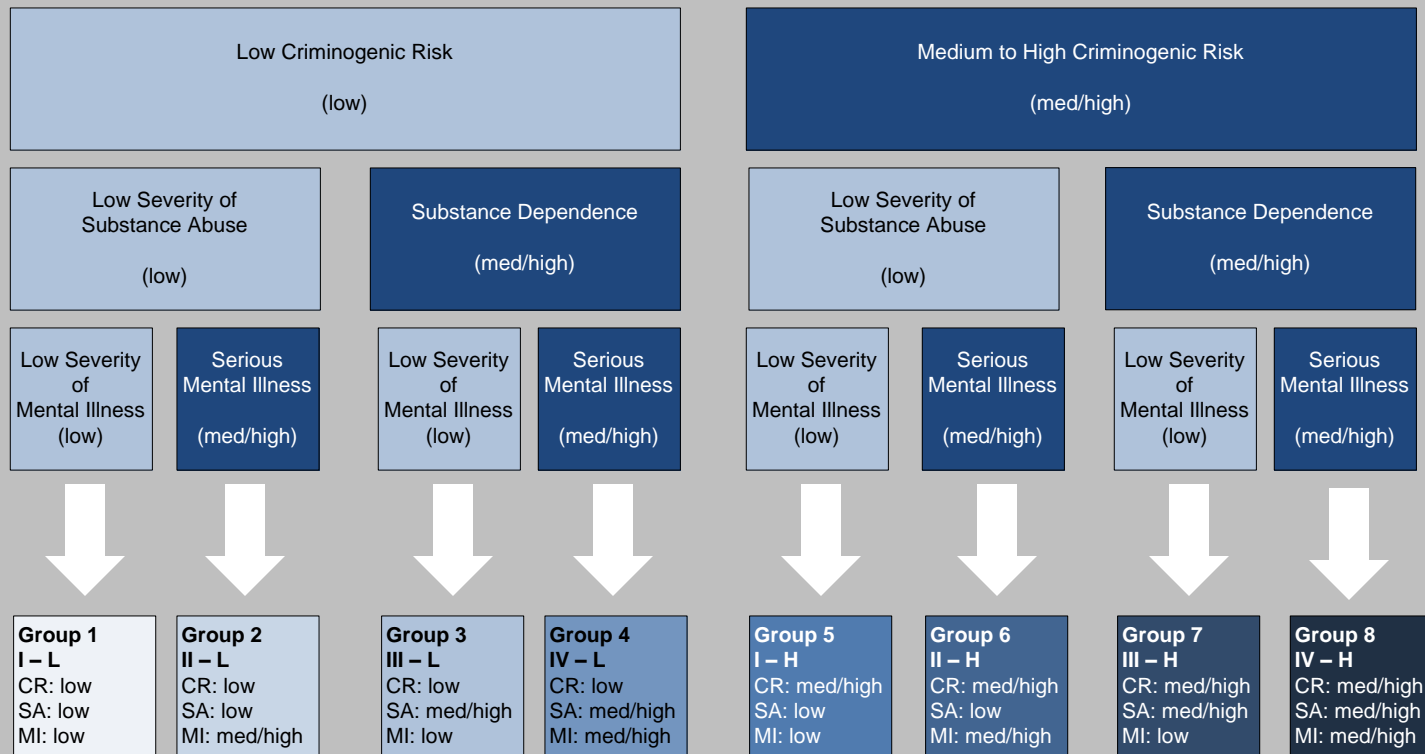 Low Criminogenic Risk
(low)
Medium to High Criminogenic Risk
(med/high)
Low Severity of
Substance Abuse
(low)
Substance Dependence
(med/high)
Low Severity of
Substance Abuse
(low)
Substance Dependence
(med/high)
Low Severity
of
Mental Illness
(low)
Serious
Mental Illness
(med/high)
Low Severity
of
Mental Illness
(low)
Serious
Mental Illness
(med/high)
Low Severity
of
Mental Illness
(low)
Serious
Mental Illness
(med/high)
Low Severity
of
Mental Illness
(low)
Serious
Mental Illness
(med/high)
Group 1
I – L
CR: low
SA: low
MI: low
Group 2
II – L
CR: low
SA: low
MI: med/high
Group 3
III – L
CR: low
SA: med/high
MI: low
Group 4
IV – L
CR: low
SA: med/high
MI: med/high
Group 5
I – H
CR: med/high
SA: low
MI: low
Group 6
II – H
CR: med/high
SA: low
MI: med/high
Group 7
III – H
CR: med/high
SA: med/high
MI: low
Group 8
IV – H
CR: med/high
SA: med/high
MI: med/high